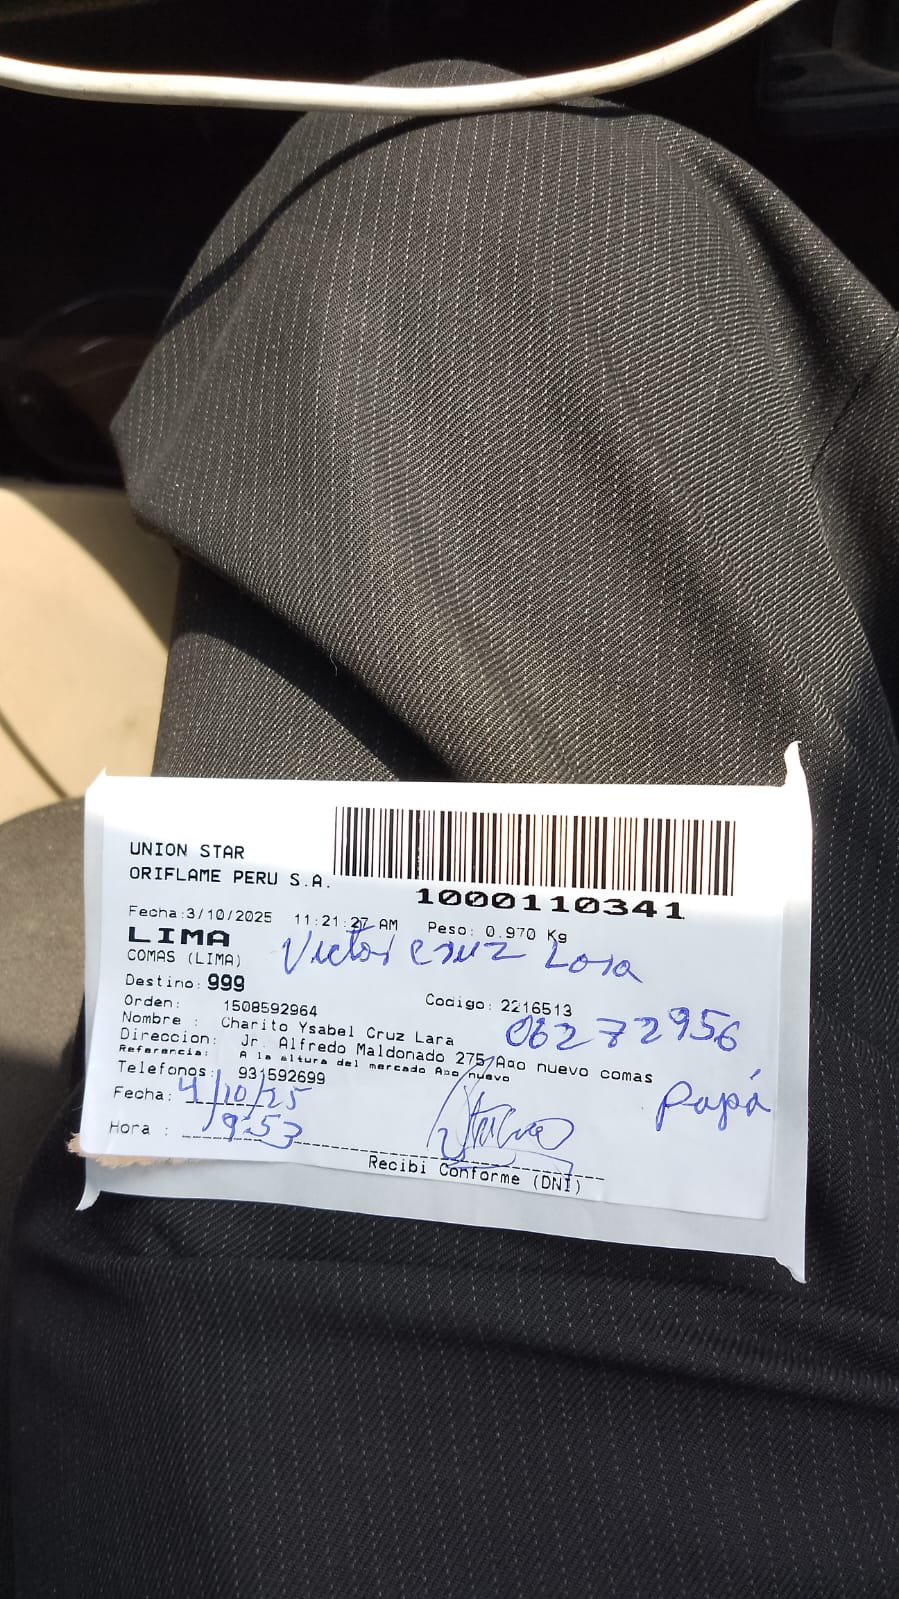 UNION STAR
ORIFLAME PERU S.A.
1000110341
Fecha:3/10/2025 11:21:27 AM Peso: 0.970 Kg
LIMA
Victor Cruz Lora
COMAS (LIMA)
Destino: 999
Orden: 1508592964 Codigo: 2216513
Nombre : Charito Ysabel Cruz Lara
06272956
Direccion: Jr. Alfredo Maldonado 275 Año nuevo comas
Referencia: A la altura del mercado Año nuevo
Telefonos: 931592699
Papá
Fecha: 4/10/25
Hora : 9:53
Recibi Conforme (DNI)